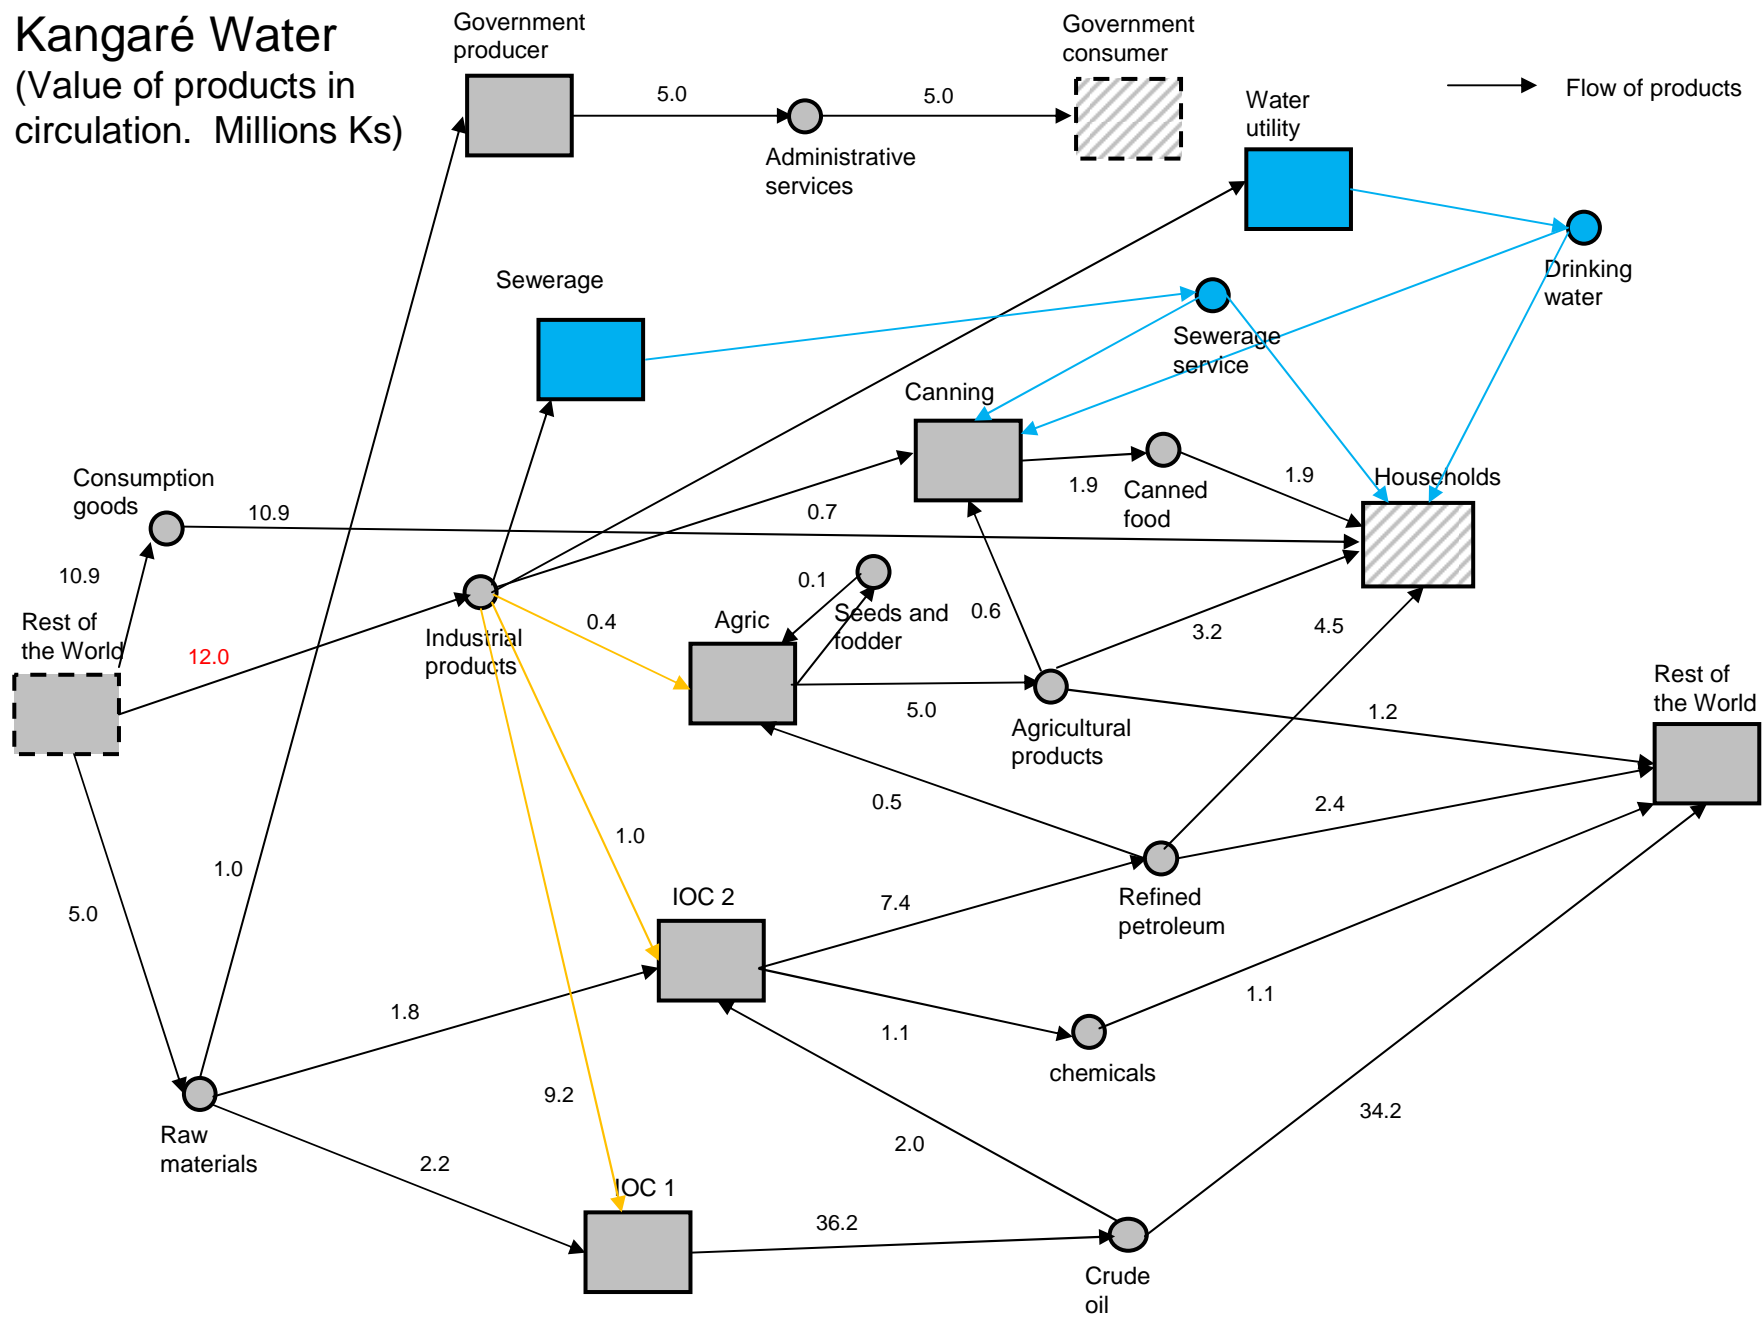 Kangaré Water
(Value of products in
circulation.  Millions Ks)
Government
producer
Government
consumer
Flow of products
5.0
5.0
Water
utility
Administrative
services
Sewerage
Drinking
water
Sewerage
service
Canning
Consumption
goods
10.9
0.7
1.9
Canned
food
1.9
Households
10.9
Rest of
the World
12.0
Industrial
products
0.4
0.1
Seeds and
fodder
Agric
0.6
3.2
4.5
5.0
Agricultural
products
1.2
Rest of
the World
0.5
2.4
1.0
1.0
5.0
IOC 2
7.4
Refined
petroleum
1.8
1.1
1.1
chemicals
9.2
2.0
34.2
Raw
materials
2.2
IOC 1
36.2
Crude
oil